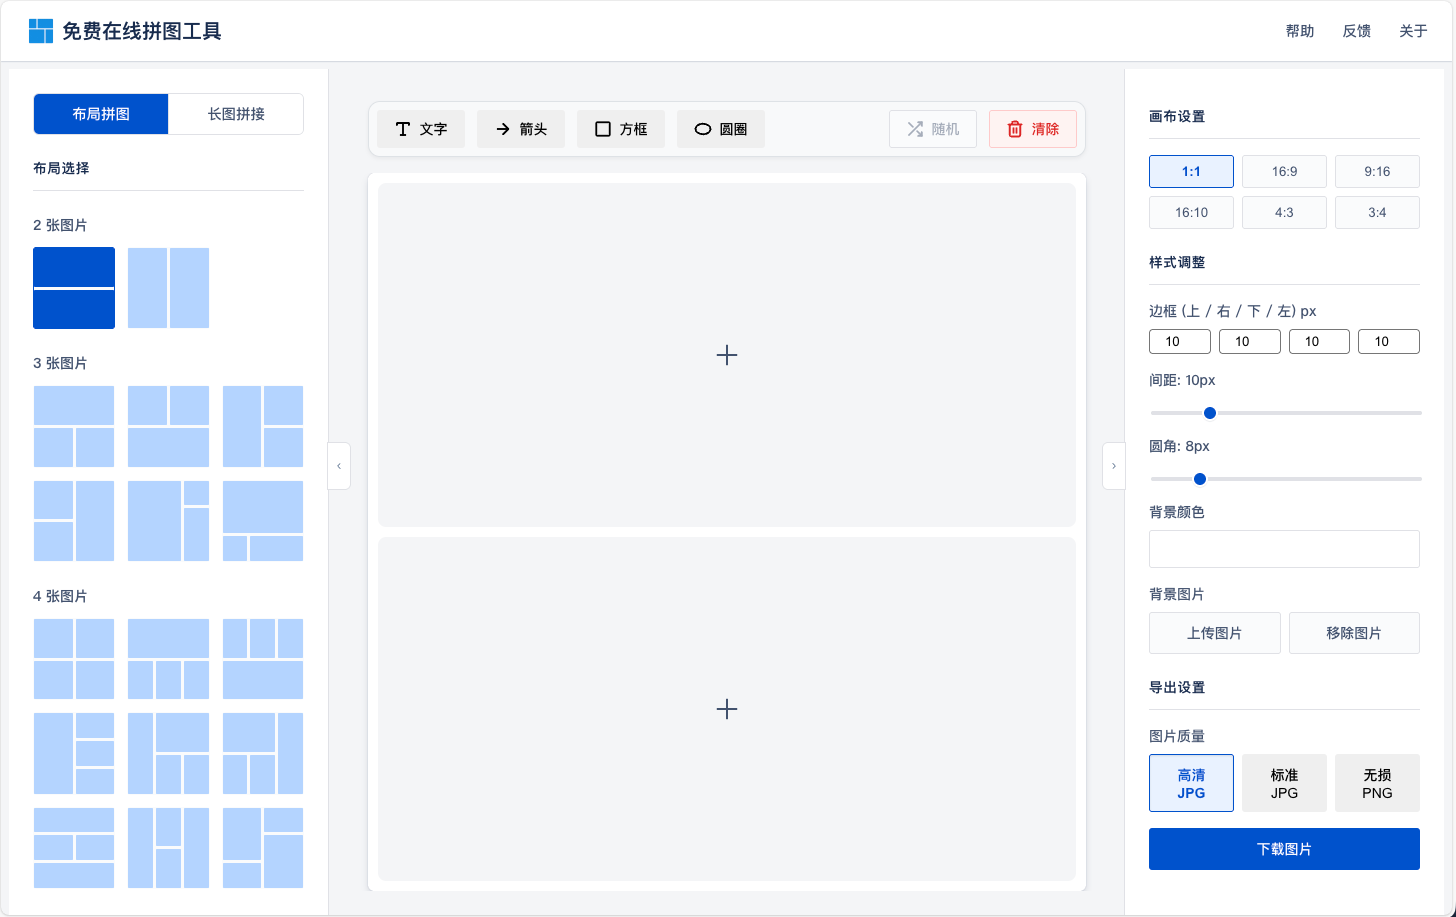 免费在线拼图工具
帮助 反馈 关于
布局拼图 长图拼接
布局选择
2 张图片
3 张图片
4 张图片
文字 箭头 方框 圆圈 随机 清除
画布设置
1:1 16:9 9:16
16:10 4:3 3:4
样式调整
边框 (上 / 右 / 下 / 左) px
10 10 10 10
间距: 10px
圆角: 8px
背景颜色
背景图片
上传图片 移除图片
导出设置
图片质量
高清 标准 无损
JPG JPG PNG
下载图片